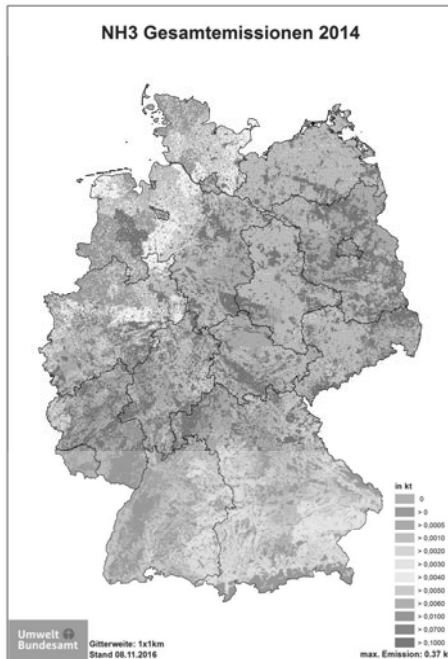 NH3 Gesamtemissionen 2014
in kt
0
> 0
> 0,0005
> 0,0010
> 0,0020
> 0,0030
> 0,0040
> 0,0050
> 0,0060
> 0,0100
> 0,0700
> 0,1000
Umwelt
Bundesamt
Gitterweite: 1x1km
Stand 08.11.2016
max. Emission: 0.37 kt